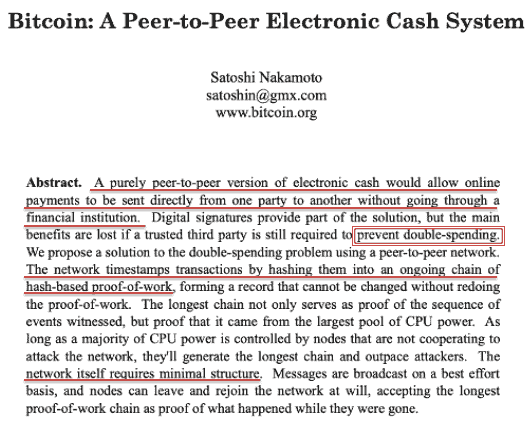 Bitcoin: A Peer-to-Peer Electronic Cash System
Satoshi Nakamoto
satoshin@gmx.com
www.bitcoin.org
Abstract. A purely peer-to-peer version of electronic cash would allow online
payments to be sent directly from one party to another without going through a
financial institution. Digital signatures provide part of the solution, but the main
benefits are lost if a trusted third party is still required to prevent double-spending.
We propose a solution to the double-spending problem using a peer-to-peer network.
The network timestamps transactions by hashing them into an ongoing chain of
hash-based proof-of-work, forming a record that cannot be changed without redoing
the proof-of-work. The longest chain not only serves as proof of the sequence of
events witnessed, but proof that it came from the largest pool of CPU power. As
long as a majority of CPU power is controlled by nodes that are not cooperating to
attack the network, they'll generate the longest chain and outpace attackers. The
network itself requires minimal structure. Messages are broadcast on a best effort
basis, and nodes can leave and rejoin the network at will, accepting the longest
proof-of-work chain as proof of what happened while they were gone.